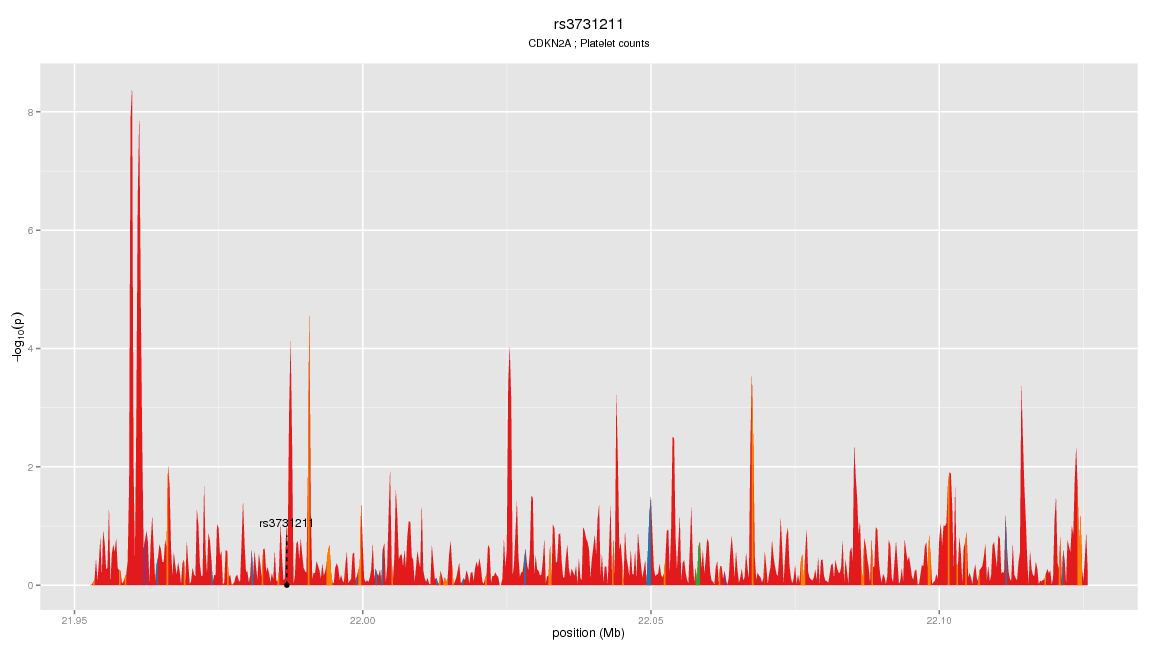 rs3731211
CDKN2A ; Platelet counts
−log10(p)
8
6
4
2
0
rs3731211
21.95
22.00
22.05
22.10
position (Mb)